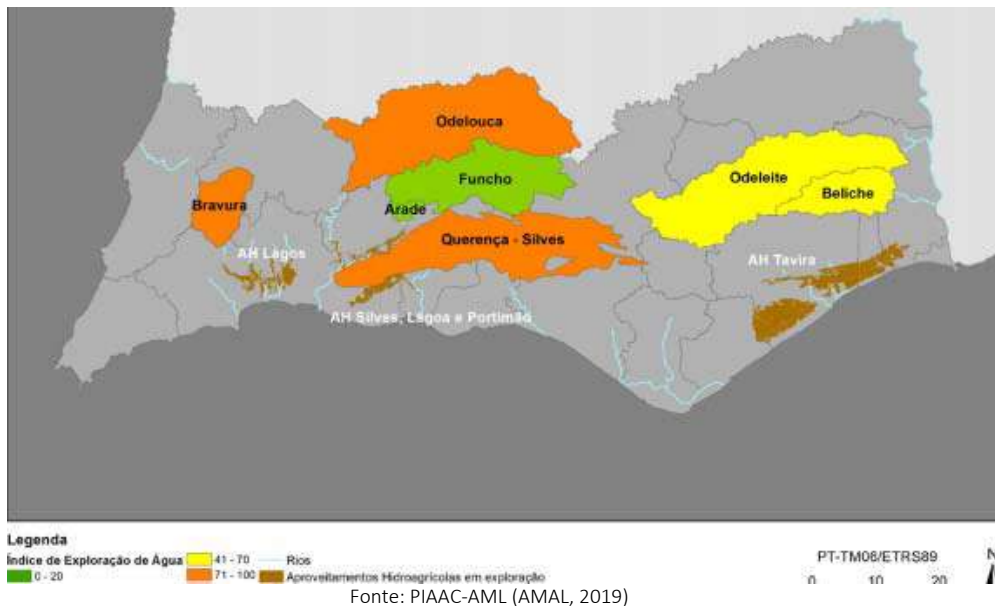 Odelouca
Funcho
Bravura
Arade
Odeleite
Beliche
Querença - Silves
AH Lagos
AH Tavira
AH Silves, Lagoa e Portimão
Legenda
Índice de Exploração de Água
0 - 20
41 - 70
71 - 100
Rios
Aproveitamentos Hidroagrícolas em exploração
PT-TM06/ETRS89
N
0 10 20
Fonte: PIAAC-AML (AMAL, 2019)